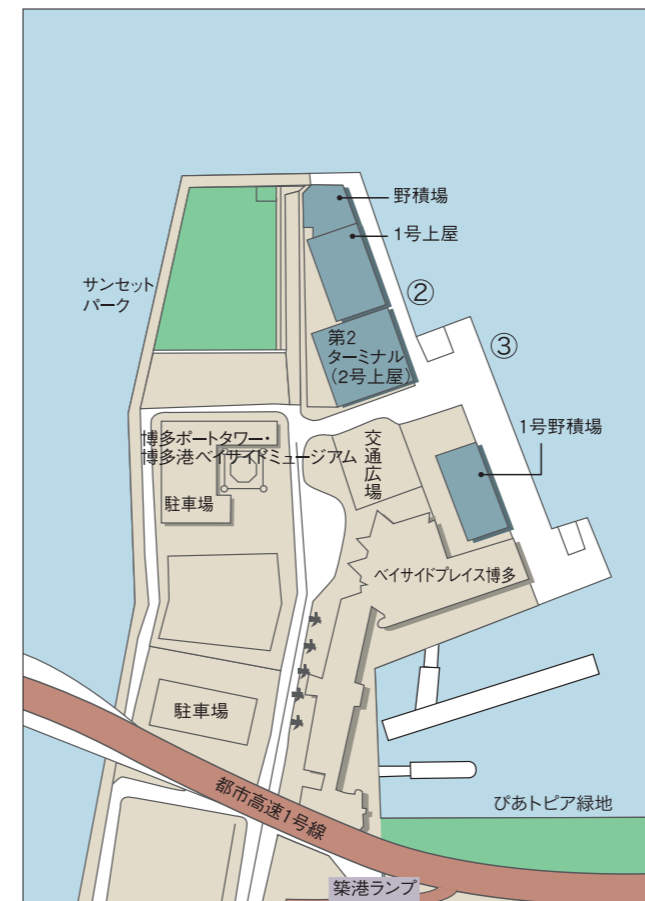 野積場
1号上屋
サンセット
パーク
②
第2
ターミナル
(2号上屋)
③
1号野積場
博多ポートタワー・
博多港ベイサイドミュージアム
交通広場
駐車場
ベイサイドプレイス博多
駐車場
都市高速1号線
ぴあトピア緑地
築港ランプ